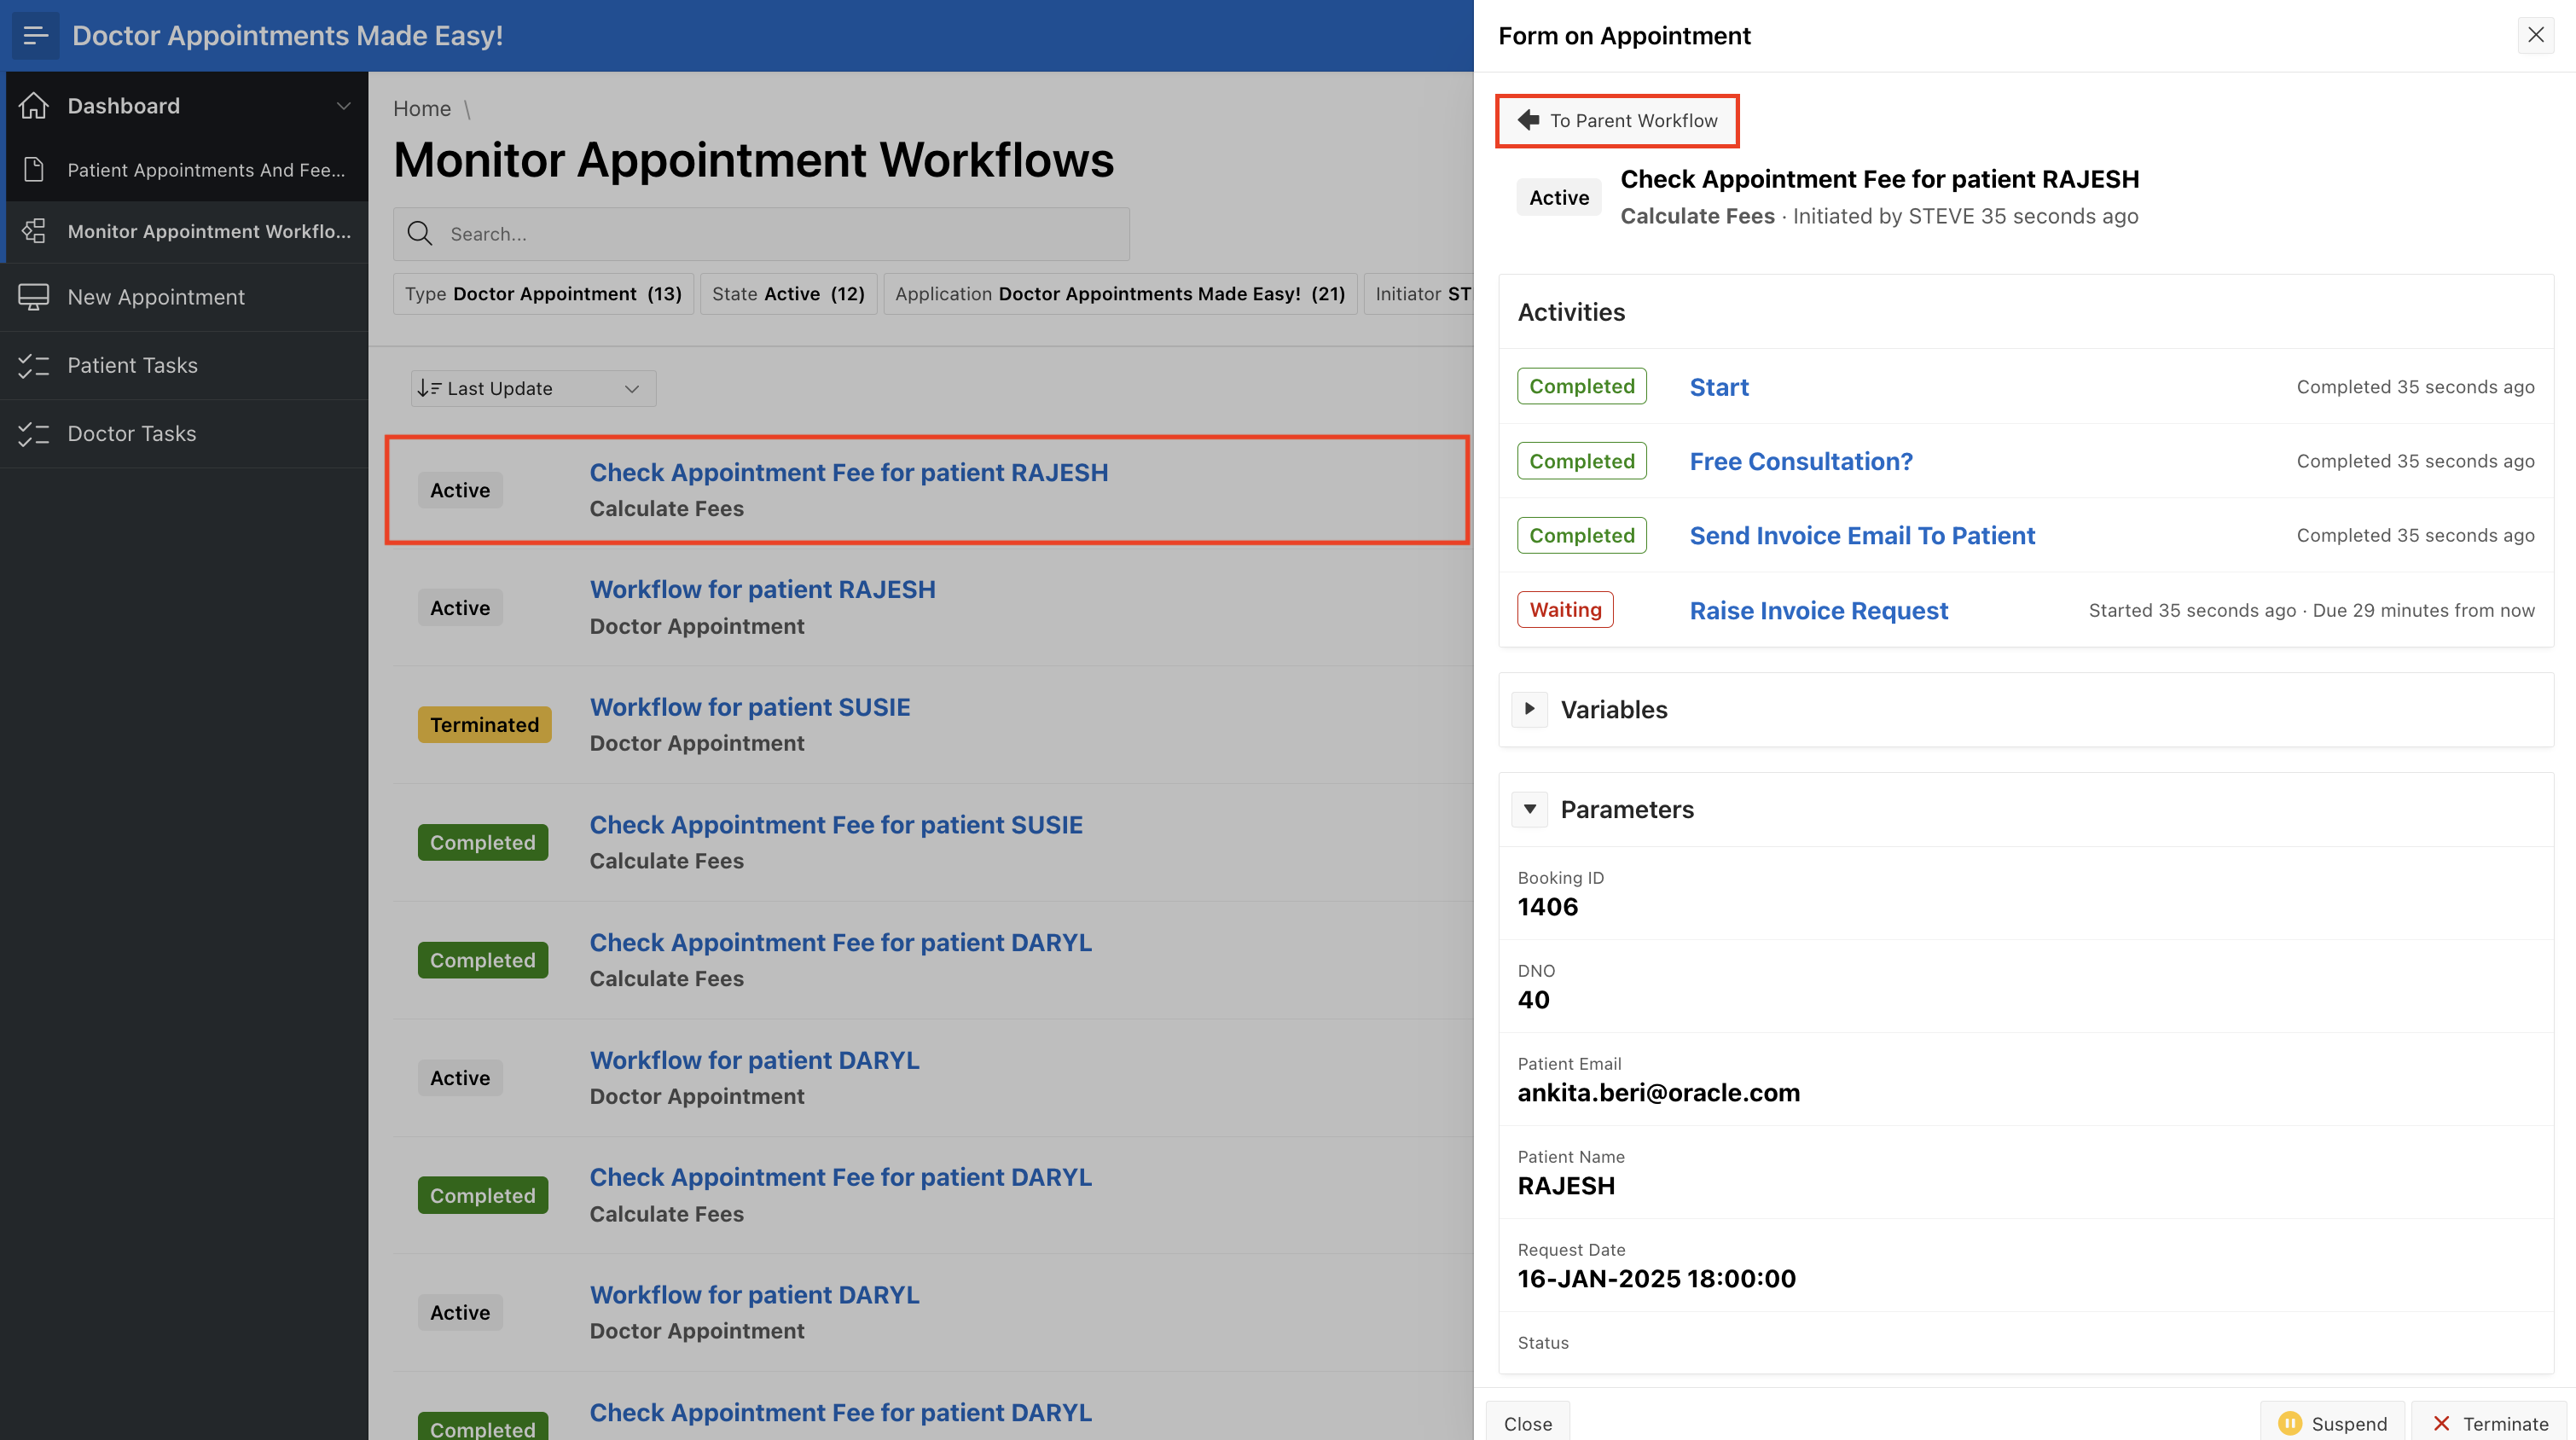 Doctor Appointments Made Easy!
Dashboard
Patient Appointments And Fee...
Monitor Appointment Workflo...
New Appointment
Patient Tasks
Doctor Tasks
Home \
Monitor Appointment Workflows
Search...
Type Doctor Appointment (13) State Active (12) Application Doctor Appointments Made Easy! (21) Initiator ST
Last Update
Active Check Appointment Fee for patient RAJESH
Calculate Fees
Active Workflow for patient RAJESH
Doctor Appointment
Terminated Workflow for patient SUSIE
Doctor Appointment
Completed Check Appointment Fee for patient SUSIE
Calculate Fees
Completed Check Appointment Fee for patient DARYL
Calculate Fees
Active Workflow for patient DARYL
Doctor Appointment
Completed Check Appointment Fee for patient DARYL
Calculate Fees
Active Workflow for patient DARYL
Doctor Appointment
Completed Check Appointment Fee for patient DARYL
Form on Appointment
To Parent Workflow
Active Check Appointment Fee for patient RAJESH
Calculate Fees · Initiated by STEVE 35 seconds ago
Activities
Completed Start Completed 35 seconds ago
Completed Free Consultation? Completed 35 seconds ago
Completed Send Invoice Email To Patient Completed 35 seconds ago
Waiting Raise Invoice Request Started 35 seconds ago · Due 29 minutes from now
Variables
Parameters
Booking ID
1406
DNO
40
Patient Email
ankita.beri@oracle.com
Patient Name
RAJESH
Request Date
16-JAN-2025 18:00:00
Status
Close Suspend Terminate